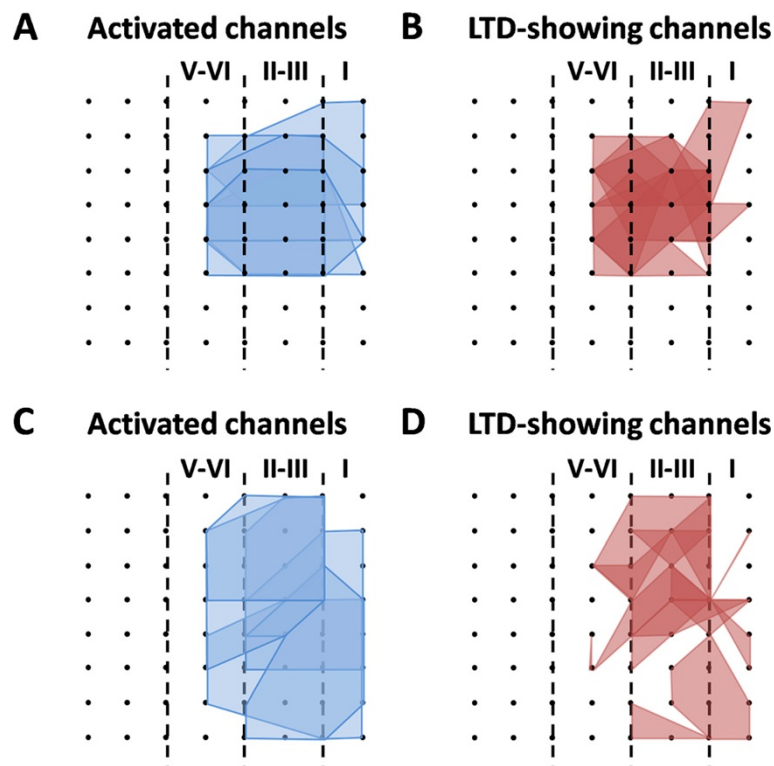 A Activated channels
V-VI II-III I
B LTD-showing channels
V-VI II-III I
C Activated channels
V-VI II-III I
D LTD-showing channels
V-VI II-III I